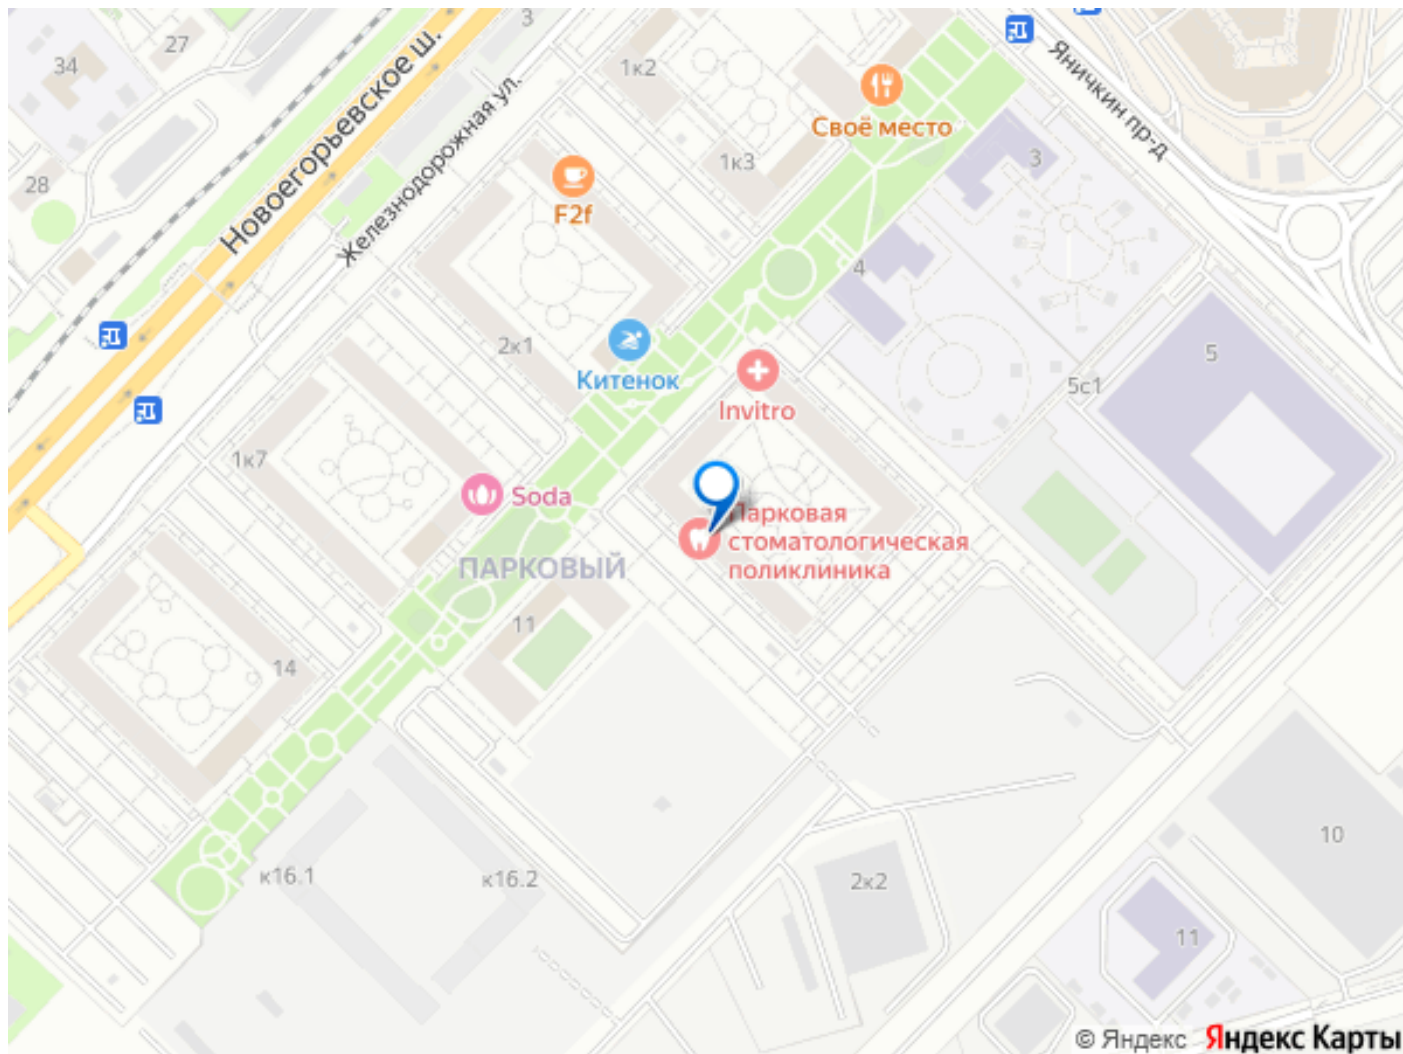 3
27
34
Новоегорьевское ш.
Железнодорожная ул.
28
1к2
Яничкин пр-д
Своё место
1к3
3
F2f
4
2к1
Китенок
Invitro
5
5с1
1к7
Soda
Парковая
стоматологическая
поликлиника
ПАРКОВЫЙ
11
14
к16.1
к16.2
2к2
10
11
© Яндекс Яндекс Карты